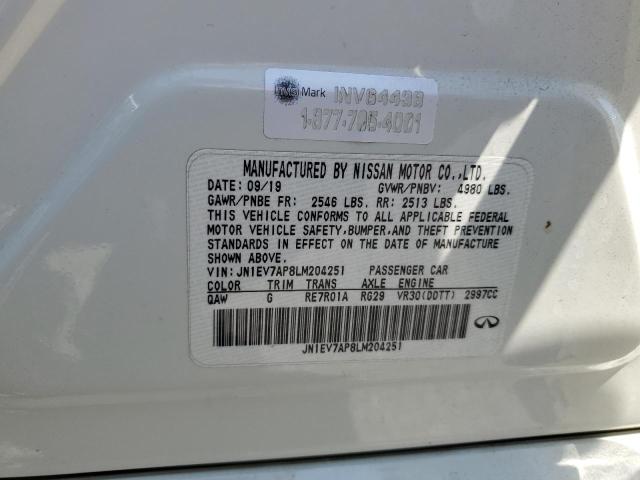 Mark INV64498
1-877-705-4001
MANUFACTURED BY NISSAN MOTOR CO.,LTD.
DATE: 09/19 GVWR/PNBV: 4980 LBS.
GAWR/PNBE FR: 2546 LBS. RR: 2513 LBS.
THIS VEHICLE CONFORMS TO ALL APPLICABLE FEDERAL
MOTOR VEHICLE SAFETY,BUMPER,AND THEFT PREVENTION
STANDARDS IN EFFECT ON THE DATE OF MANUFACTURE
SHOWN ABOVE.
VIN: JN1EV7AP8LM204251 PASSENGER CAR
COLOR TRIM TRANS AXLE ENGINE
QAW G RE7R01A RG29 VR30(DDTT) 2997CC
JN1EV7AP8LM204251